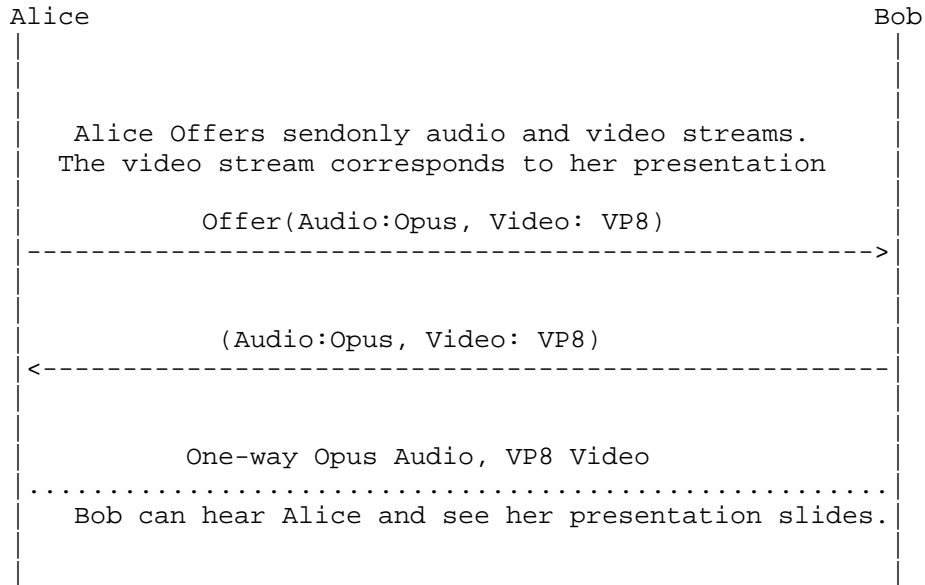 Alice Bob
Alice Offers sendonly audio and video streams.
The video stream corresponds to her presentation
Offer(Audio:Opus, Video: VP8)
(Audio:Opus, Video: VP8)
One-way Opus Audio, VP8 Video
Bob can hear Alice and see her presentation slides.